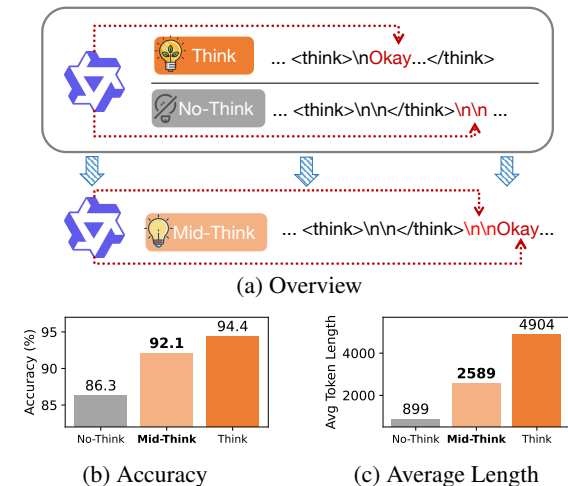 Think ... <think>\nOkay...</think>
No-Think ... <think>\n\n</think>\n\n ...
Mid-Think ... <think>\n\n</think>\n\nOkay...
(a) Overview
Accuracy (%)
95
90
85
86.3
92.1
94.4
No-Think Mid-Think Think
(b) Accuracy
Avg Token Length
4000
2000
899
2589
4904
No-Think Mid-Think Think
(c) Average Length